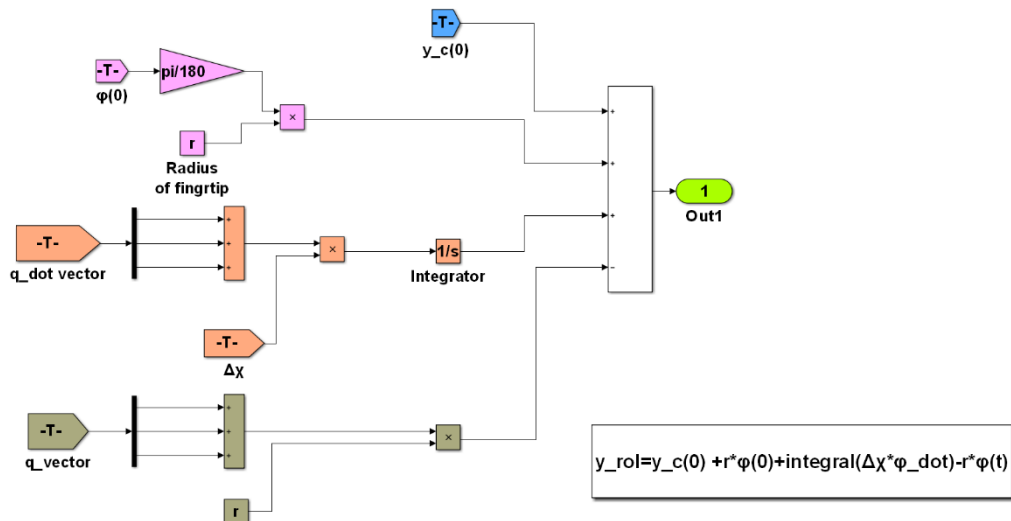 -T-
y_c(0)
-T-
φ(0)
pi/180
×
r
Radius
of fingrtip
+
+
+
−
1
Out1
-T-
q_dot vector
+
+
+
×
1/s
Integrator
-T-
Δχ
-T-
q_vector
+
+
+
×
r
y_rol=y_c(0) +r*φ(0)+integral(Δχ*φ_dot)-r*φ(t)